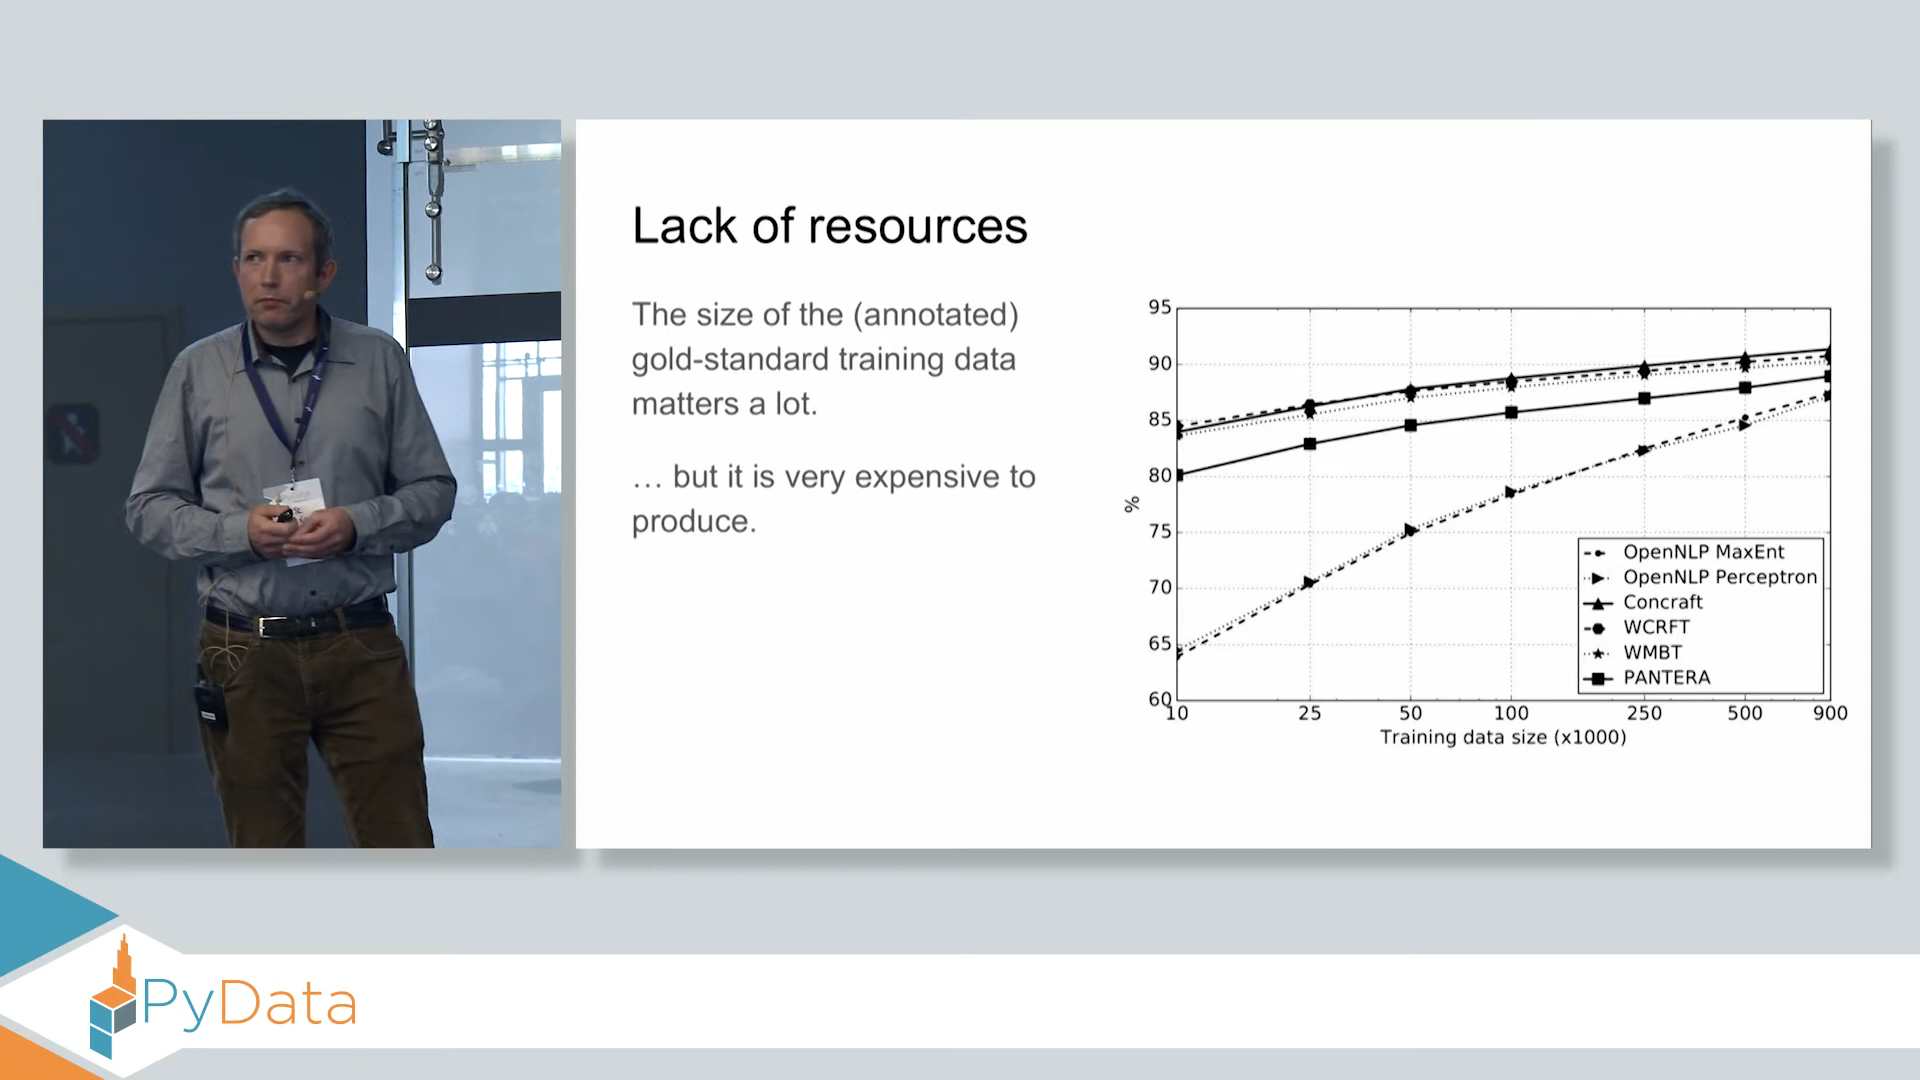 Lack of resources
The size of the (annotated)
gold-standard training data
matters a lot.
… but it is very expensive to
produce.
95
90
85
80
75
70
65
60
%
10 25 50 100 250 500 900
Training data size (x1000)
OpenNLP MaxEnt
OpenNLP Perceptron
Concraft
WCRFT
WMBT
PANTERA
PyData